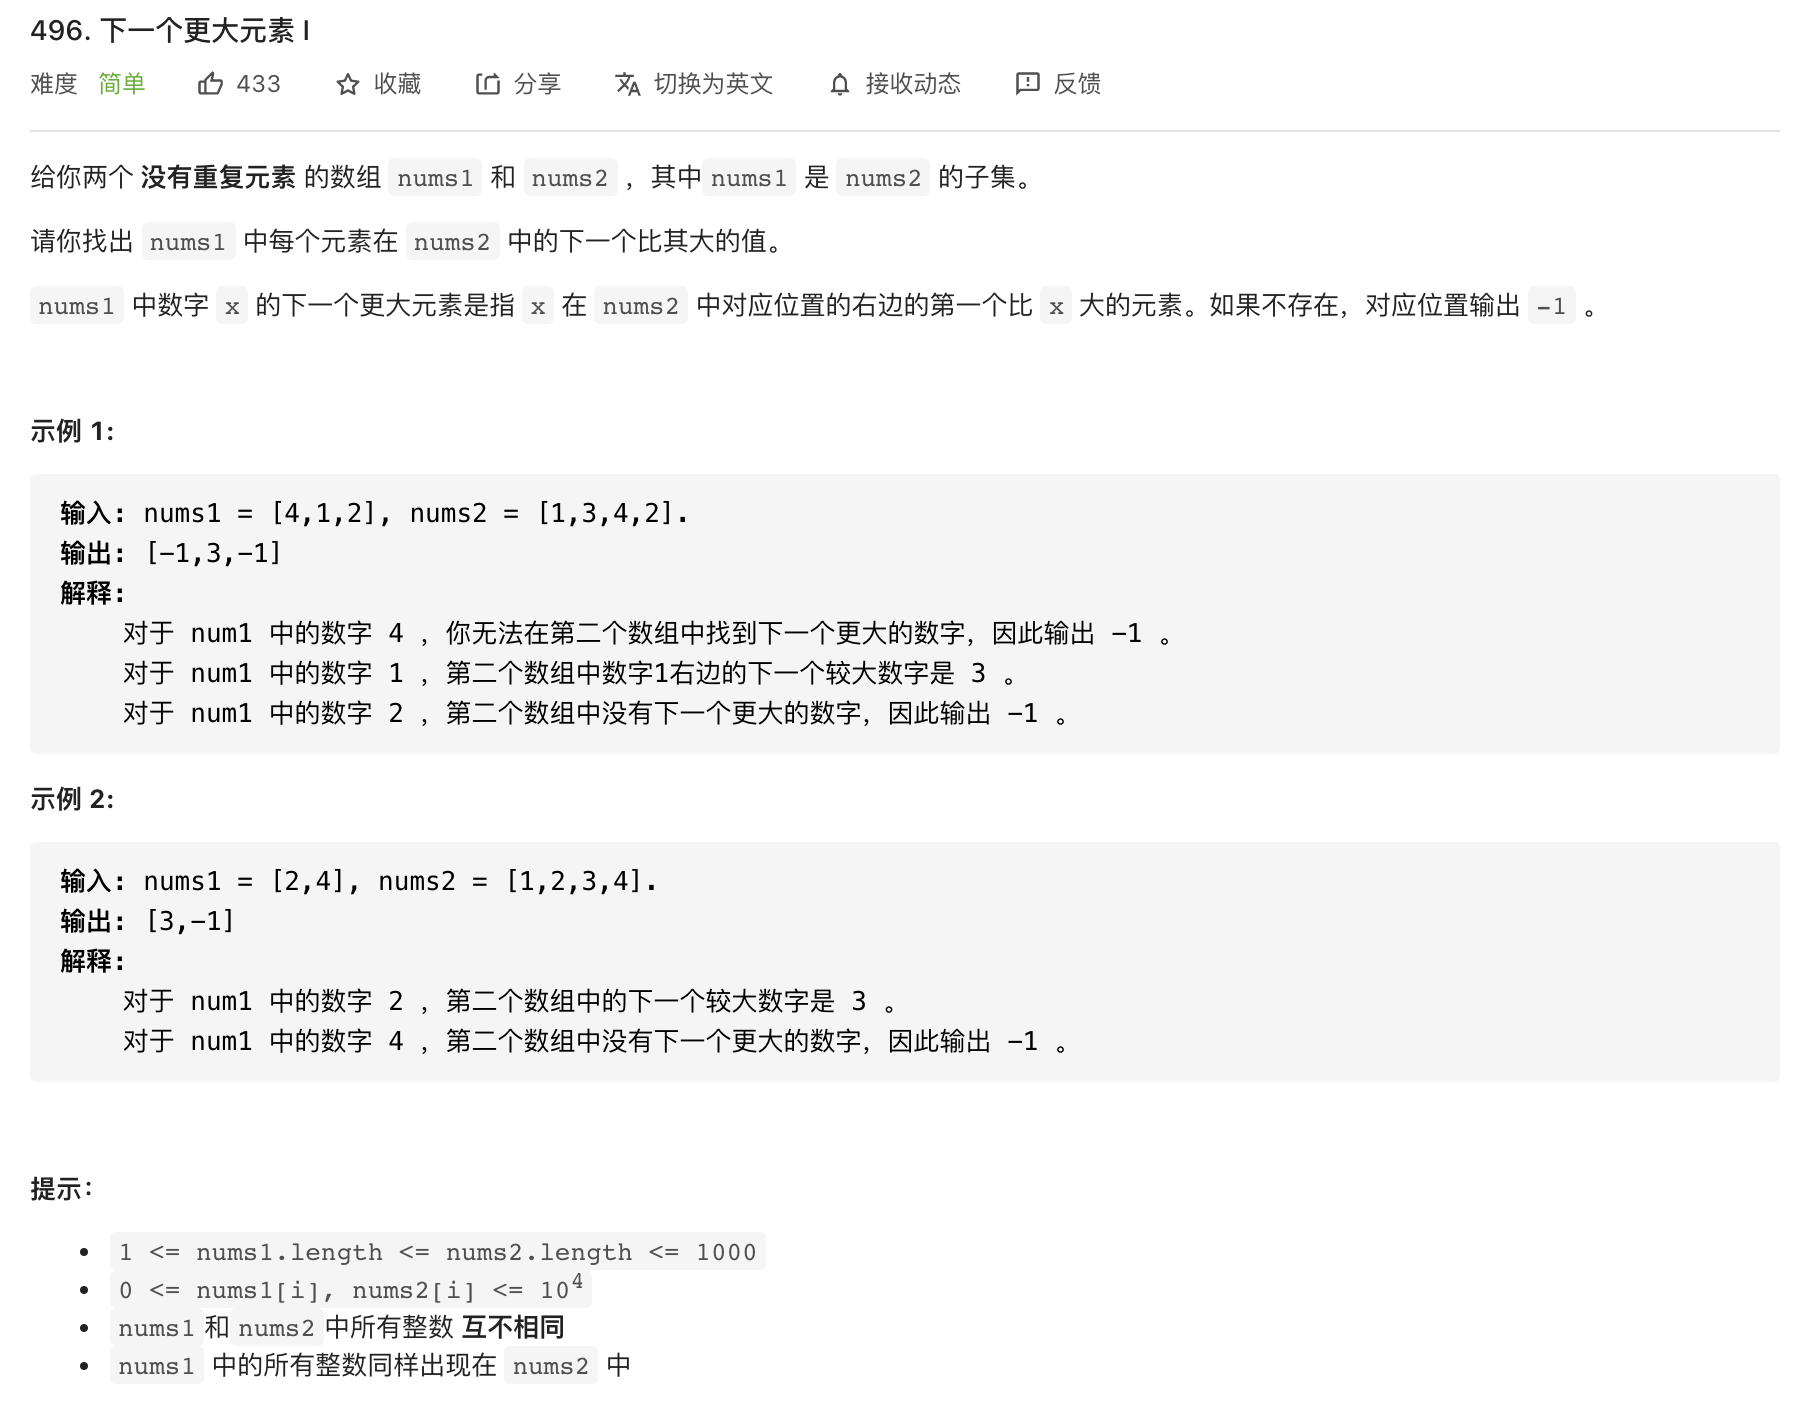 496. 下一个更大元素 I
难度 简单 433 收藏 分享 切换为英文 接收动态 反馈
给你两个 没有重复元素 的数组 nums1 和 nums2 ，其中 nums1 是 nums2 的子集。
请你找出 nums1 中每个元素在 nums2 中的下一个比其大的值。
nums1 中数字 x 的下一个更大元素是指 x 在 nums2 中对应位置的右边的第一个比 x 大的元素。如果不存在，对应位置输出 -1 。
示例 1:
输入: nums1 = [4,1,2], nums2 = [1,3,4,2].
输出: [-1,3,-1]
解释:
对于 num1 中的数字 4 ，你无法在第二个数组中找到下一个更大的数字，因此输出 -1 。
对于 num1 中的数字 1 ，第二个数组中数字1右边的下一个较大数字是 3 。
对于 num1 中的数字 2 ，第二个数组中没有下一个更大的数字，因此输出 -1 。
示例 2:
输入: nums1 = [2,4], nums2 = [1,2,3,4].
输出: [3,-1]
解释:
对于 num1 中的数字 2 ，第二个数组中的下一个较大数字是 3 。
对于 num1 中的数字 4 ，第二个数组中没有下一个更大的数字，因此输出 -1 。
提示：
• 1 <= nums1.length <= nums2.length <= 1000
• 0 <= nums1[i], nums2[i] <= 10⁴
• nums1和nums2中所有整数 互不相同
• nums1 中的所有整数同样出现在 nums2 中